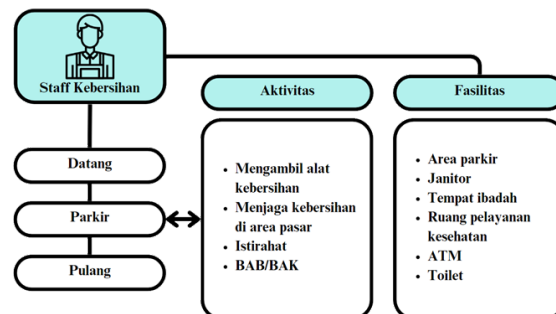 Staff Kebersihan
Datang
Parkir
Pulang
Aktivitas
• Mengambil alat
kebersihan
• Menjaga kebersihan
di area pasar
• Istirahat
• BAB/BAK
Fasilitas
• Area parkir
• Janitor
• Tempat ibadah
• Ruang pelayanan
kesehatan
• ATM
• Toilet